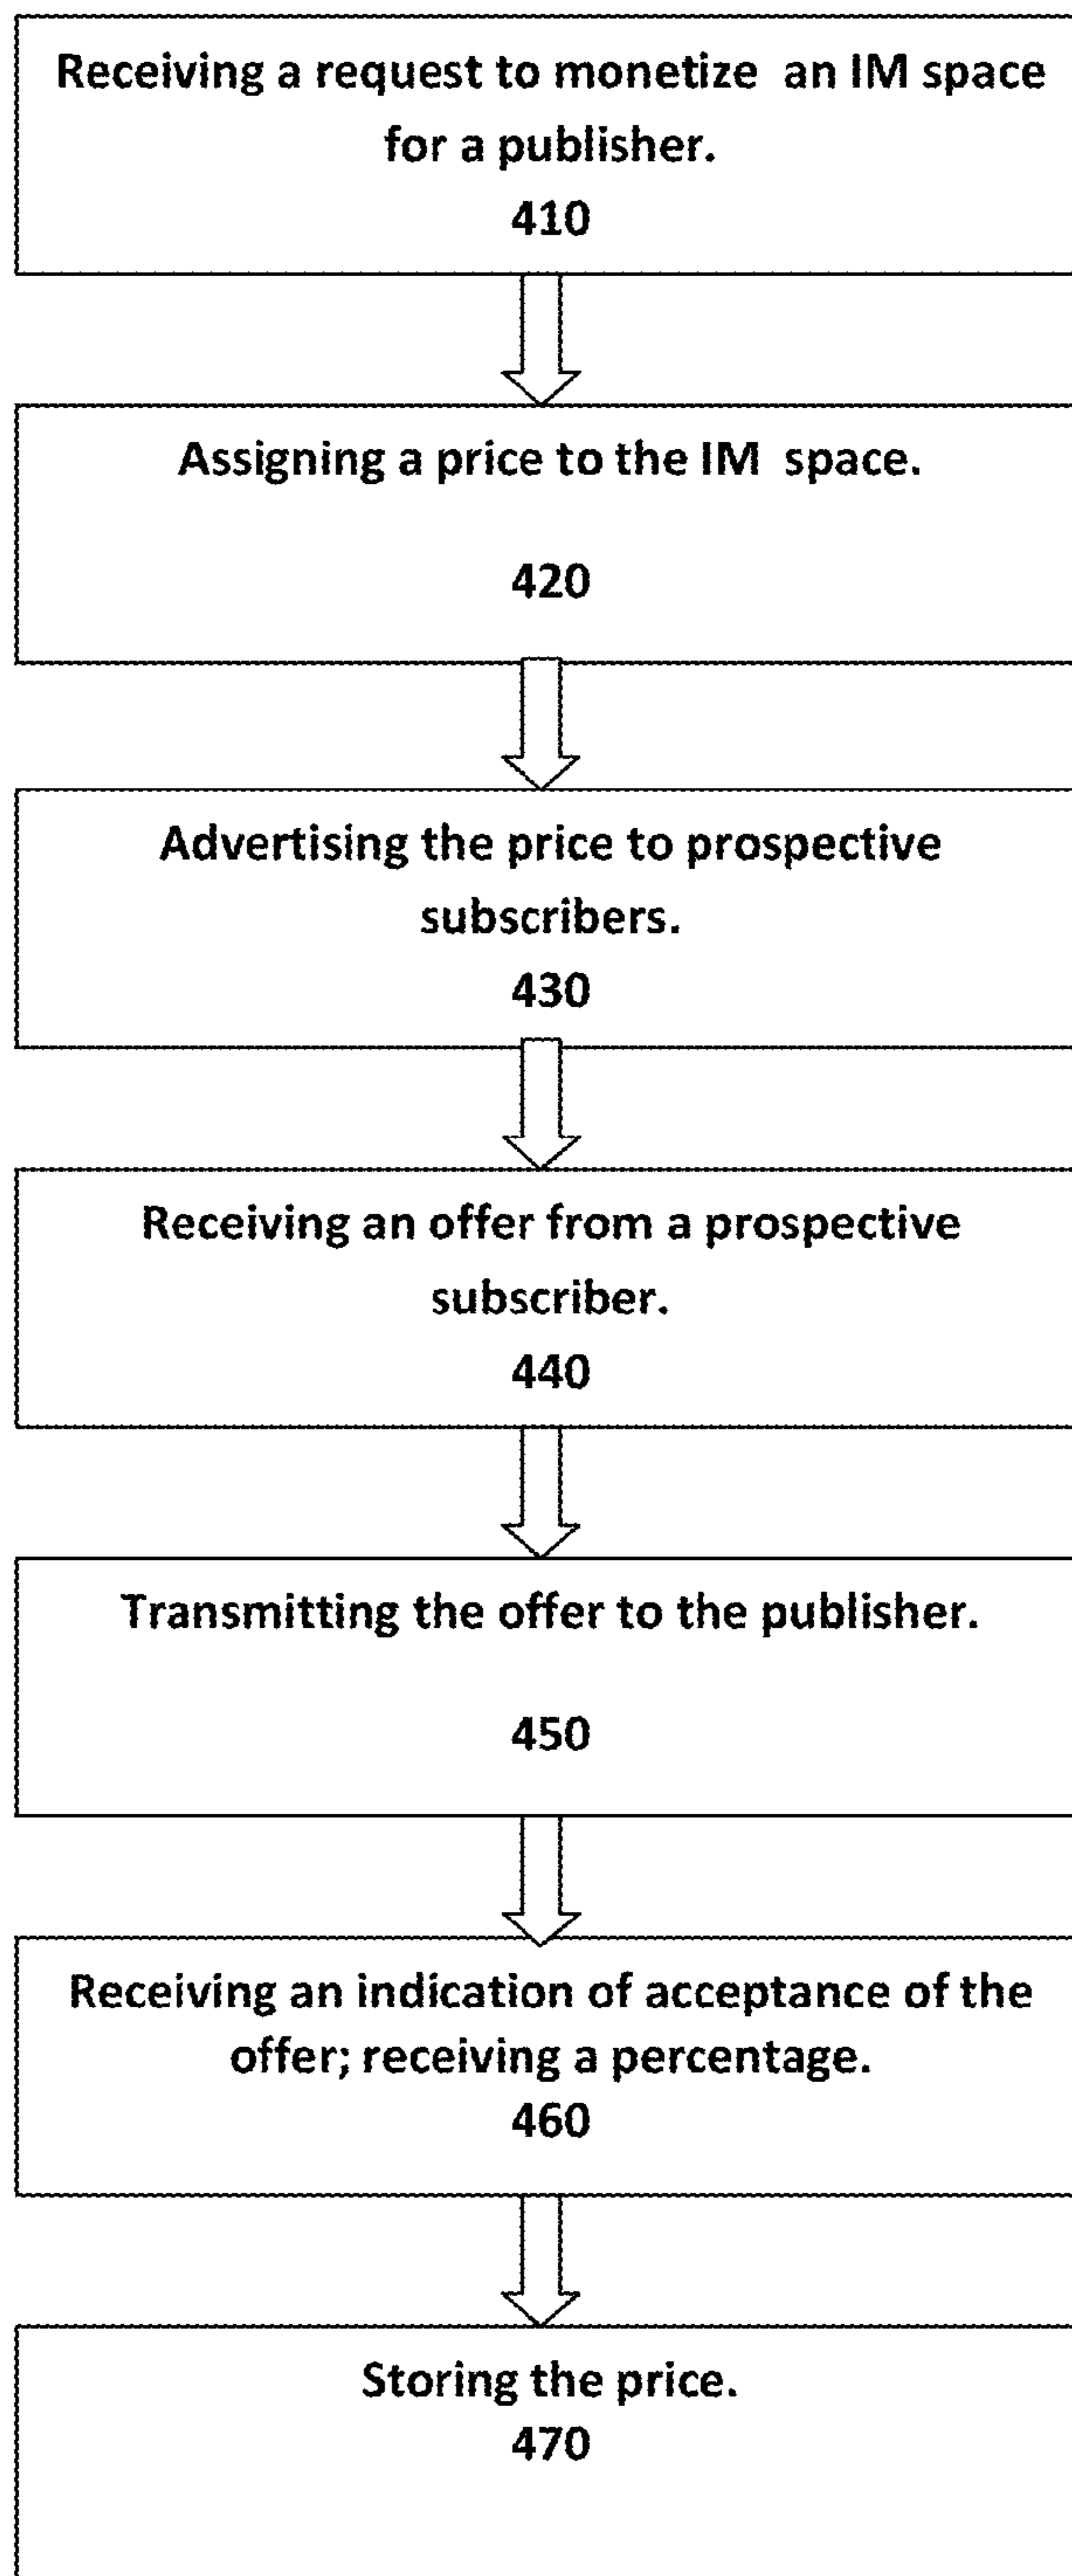 Receiving a request to monetize an IM space
for a publisher.
410
Assigning a price to the IM space.
420
Advertising the price to prospective
subscribers.
430
Receiving an offer from a prospective
subscriber.
440
Transmitting the offer to the publisher.
450
Receiving an indication of acceptance of the
offer; receiving a percentage.
460
Storing the price.
470